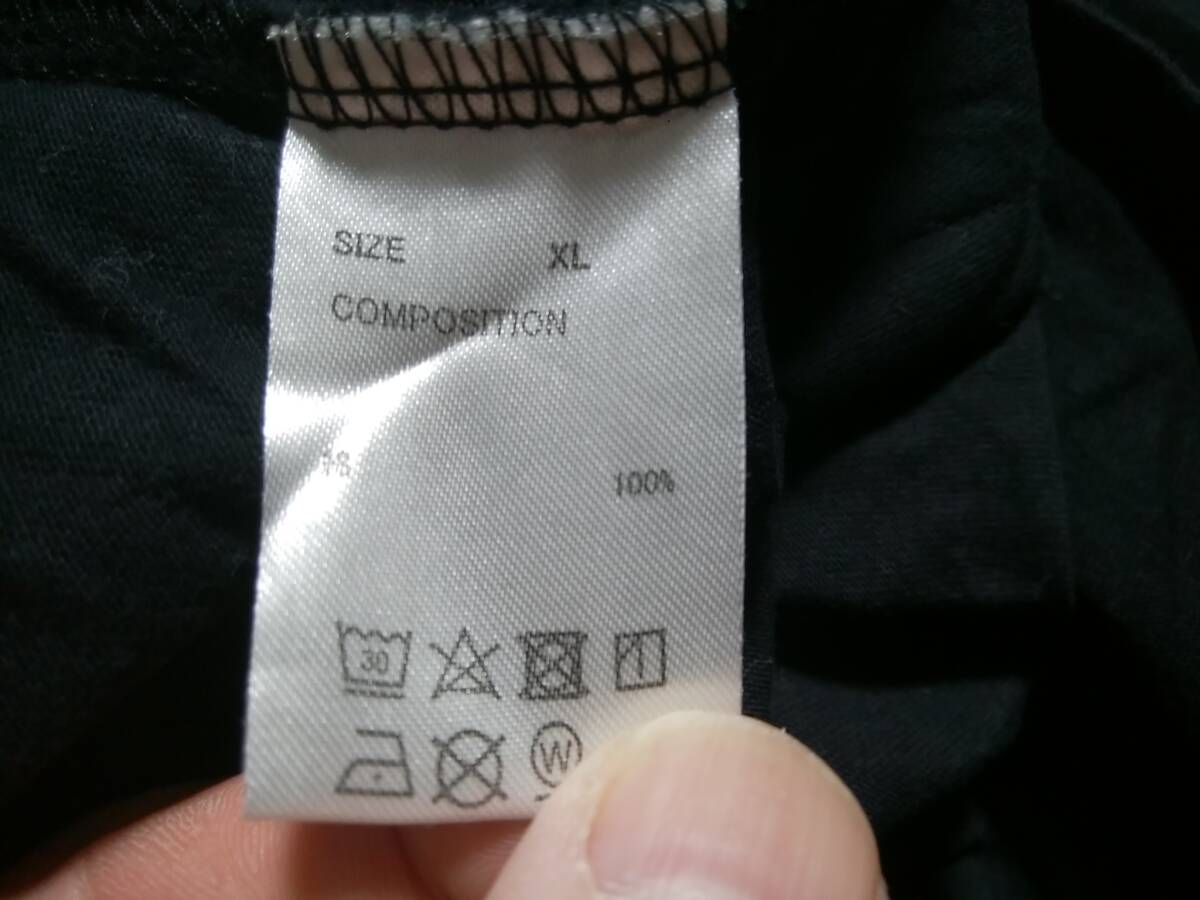 SIZE XL
COMPOSITION
100%
30
W